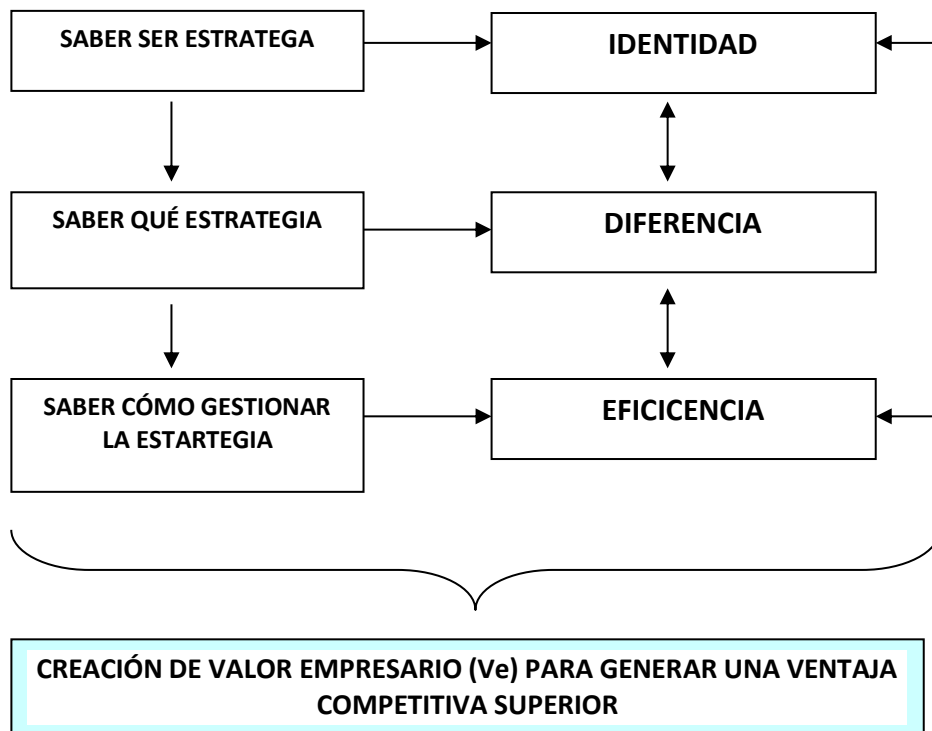 SABER SER ESTRATEGA
IDENTIDAD
SABER QUÉ ESTRATEGIA
DIFERENCIA
SABER CÓMO GESTIONAR
LA ESTARTEGIA
EFICICENCIA
CREACIÓN DE VALOR EMPRESARIO (Ve) PARA GENERAR UNA VENTAJA
COMPETITIVA SUPERIOR